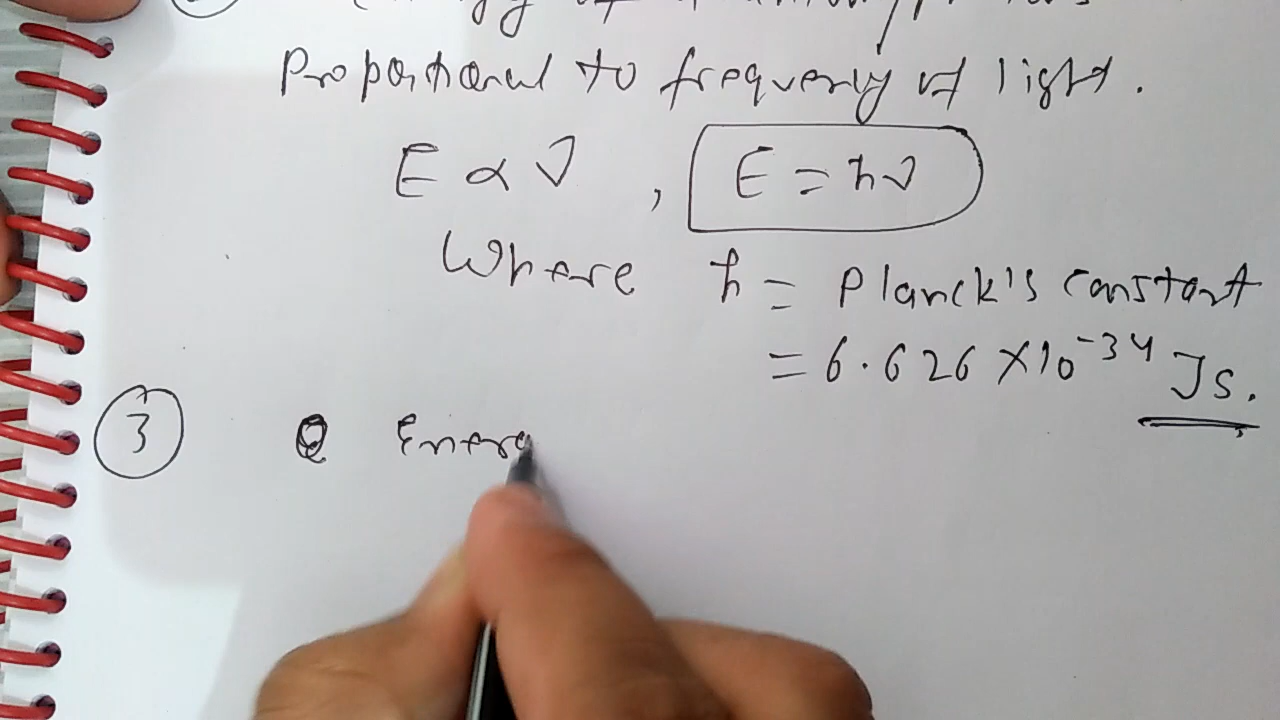 Proportional to frequency of light.
E ∝ ν , E = hν
Where h = Planck's constant
= 6.626 × 10⁻³⁴ Js.
3 Energ